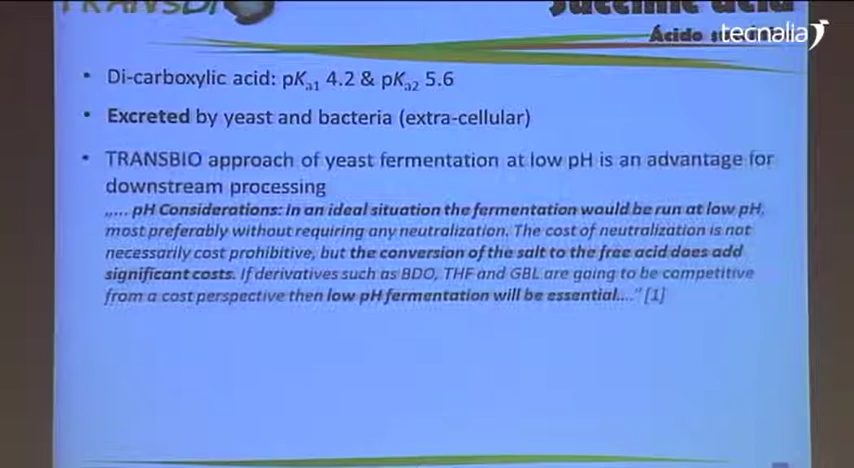 TRANSBIO
Succinic acid
Ácido
tecnalia
• Di-carboxylic acid: pKa1 4.2 & pKa2 5.6
• Excreted by yeast and bacteria (extra-cellular)
• TRANSBIO approach of yeast fermentation at low pH is an advantage for
downstream processing
„.... pH Considerations: In an ideal situation the fermentation would be run at low pH,
most preferably without requiring any neutralization. The cost of neutralization is not
necessarily cost prohibitive, but the conversion of the salt to the free acid does add
significant costs. If derivatives such as BDO, THF and GBL are going to be competitive
from a cost perspective then low pH fermentation will be essential....” [1]